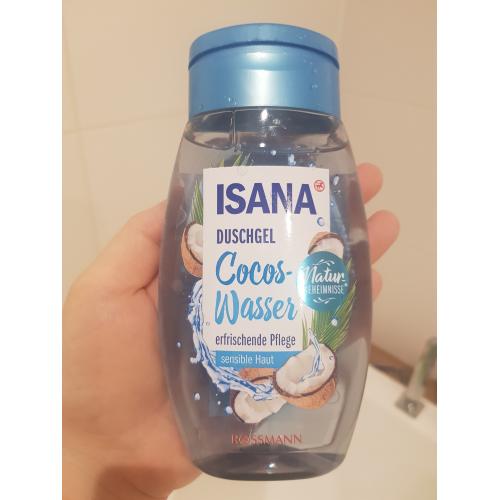 ISANA
DUSCHGEL
Cocos-
Wasser
Natur
GEHEIMNISSE
erfrischende Pflege
sensible Haut
ROSSMANN